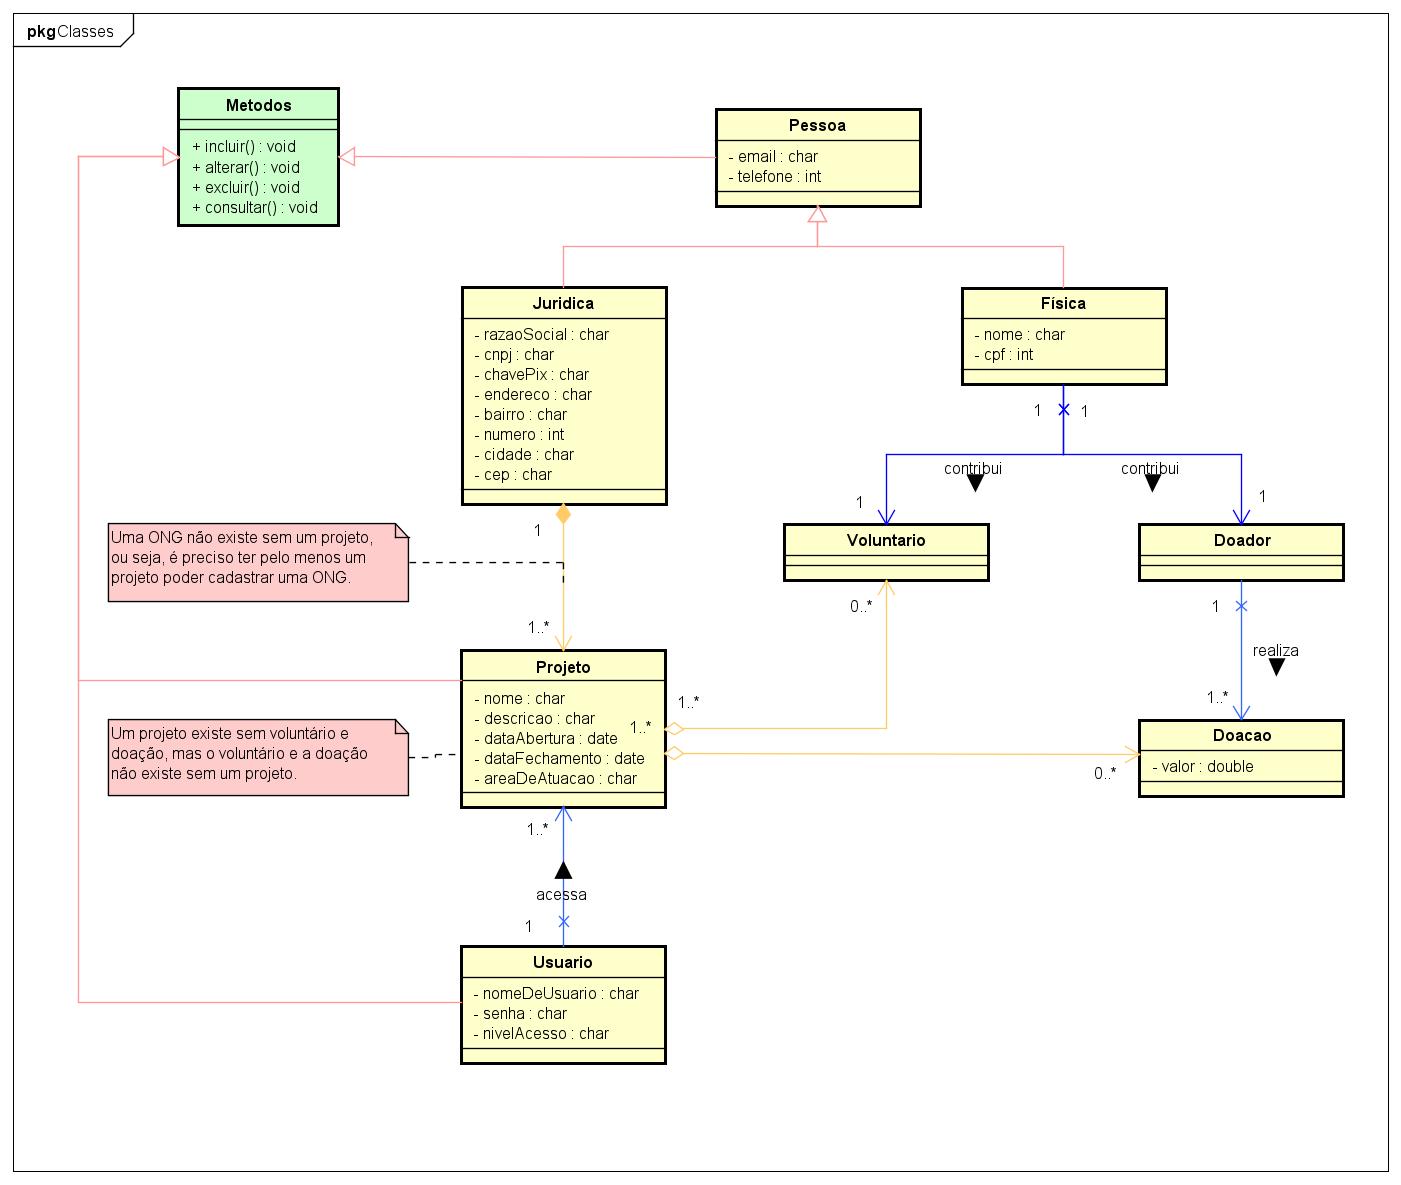 pkg Classes
Metodos
+ incluir() : void
+ alterar() : void
+ excluir() : void
+ consultar() : void
Pessoa
- email : char
- telefone : int
Juridica
- razaoSocial : char
- cnpj : char
- chavePix : char
- endereco : char
- bairro : char
- numero : int
- cidade : char
- cep : char
Física
- nome : char
- cpf : int
1
1
contribui
contribui
1
1
1
Uma ONG não existe sem um projeto,
ou seja, é preciso ter pelo menos um
projeto poder cadastrar uma ONG.
Voluntario
Doador
0..*
1
1..*
realiza
1..*
Projeto
- nome : char
- descricao : char
- dataAbertura : date
- dataFechamento : date
- areaDeAtuacao : char
1..*
1..*
Um projeto existe sem voluntário e
doação, mas o voluntário e a doação
não existe sem um projeto.
Doacao
- valor : double
0..*
1..*
acessa
1
Usuario
- nomeDeUsuario : char
- senha : char
- nivelAcesso : char